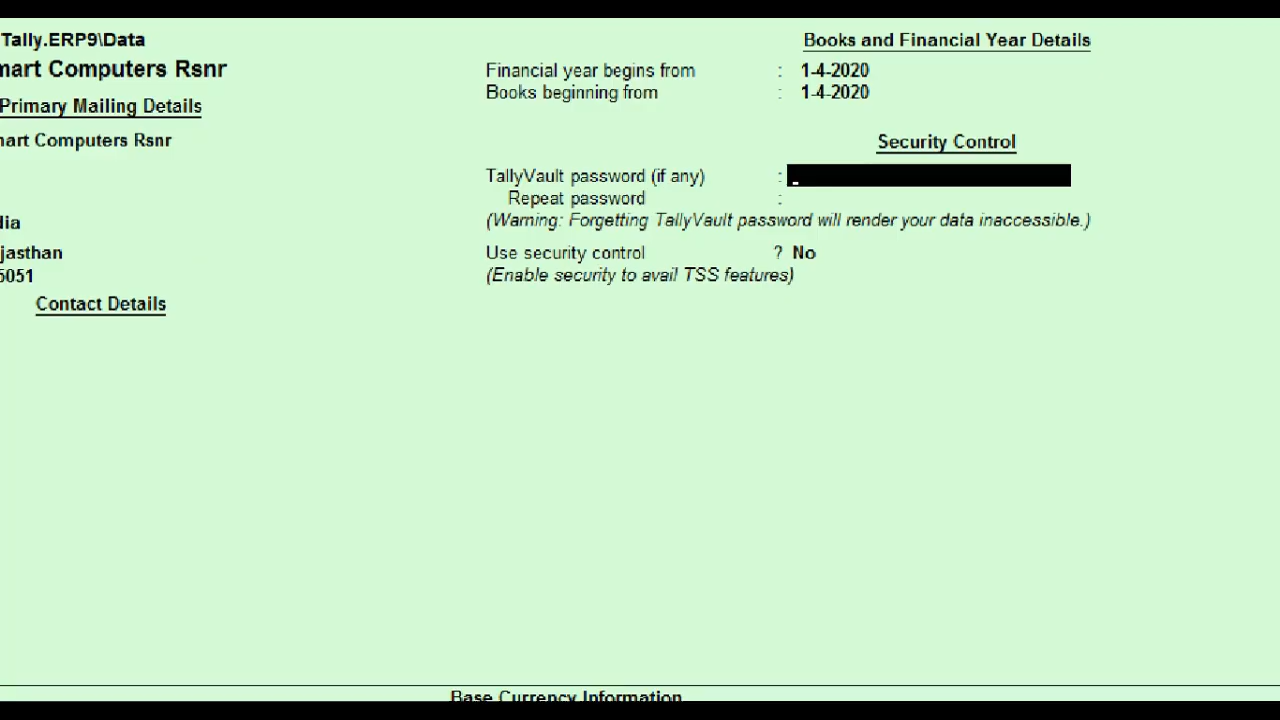 Tally.ERP9\Data
mart Computers Rsnr
Primary Mailing Details
mart Computers Rsnr
dia
jasthan
5051
Contact Details
Books and Financial Year Details
Financial year begins from : 1-4-2020
Books beginning from : 1-4-2020
Security Control
TallyVault password (if any) :
Repeat password :
(Warning: Forgetting TallyVault password will render your data inaccessible.)
Use security control ? No
(Enable security to avail TSS features)
Base Currency Information